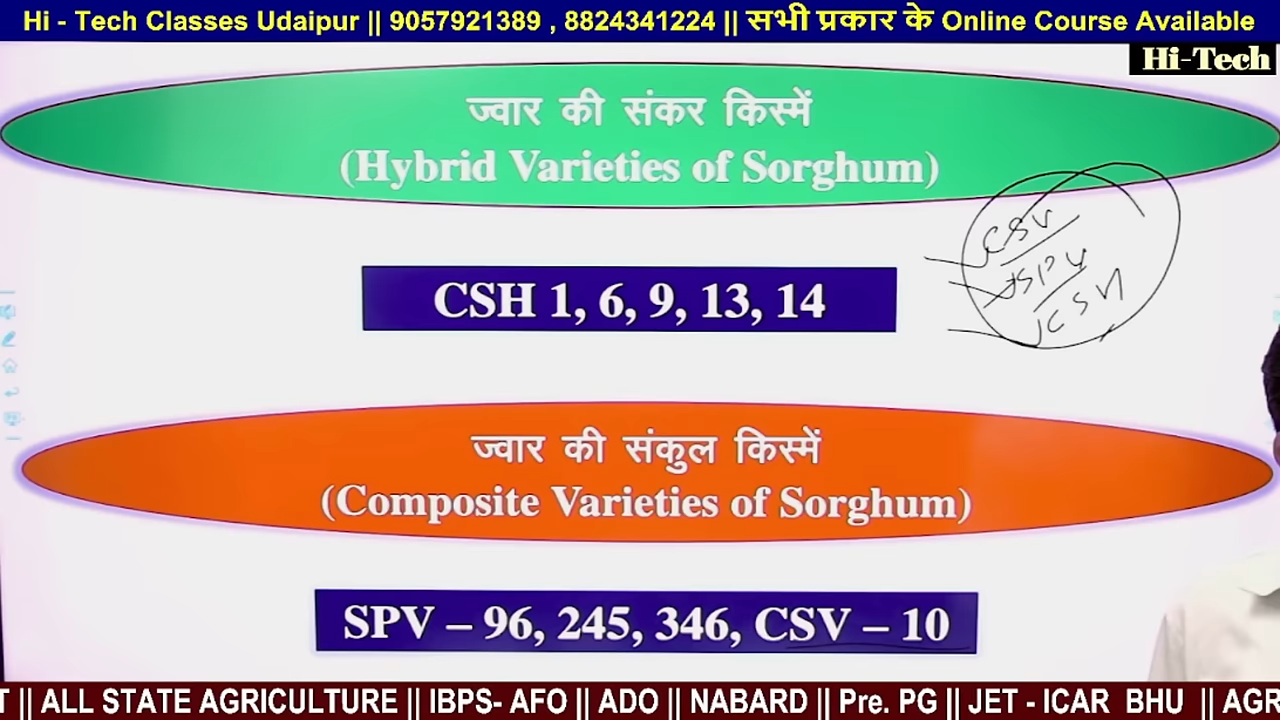 Hi - Tech Classes Udaipur || 9057921389 , 8824341224 || सभी प्रकार के Online Course Available
Hi-Tech
ज्वार की संकर किस्में
(Hybrid Varieties of Sorghum)
CSV
SPV
CSH
CSH 1, 6, 9, 13, 14
ज्वार की संकुल किस्में
(Composite Varieties of Sorghum)
SPV – 96, 245, 346, CSV – 10
T || ALL STATE AGRICULTURE || IBPS- AFO || ADO || NABARD || Pre. PG || JET - ICAR BHU || AGR